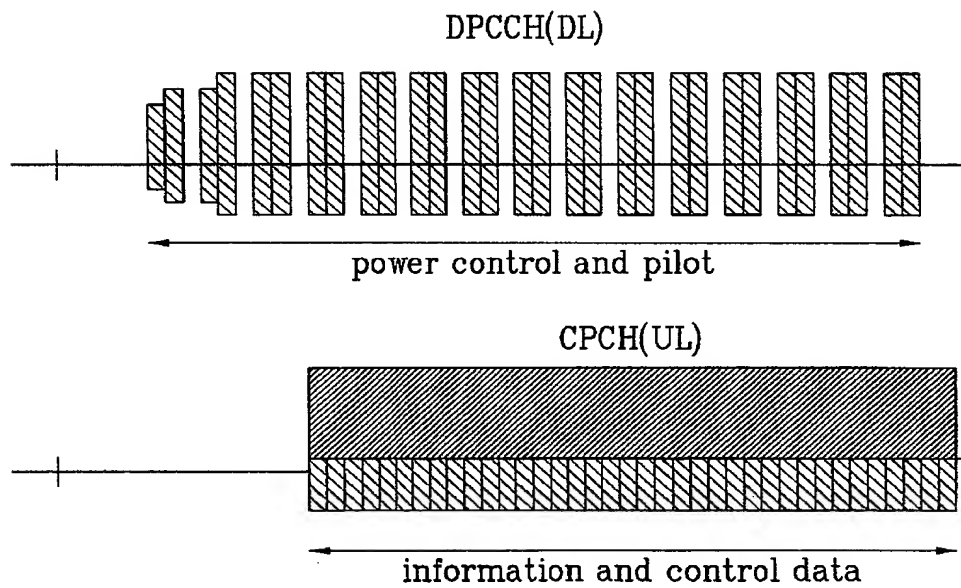 DPCCH(DL)
power control and pilot
CPCH(UL)
information and control data